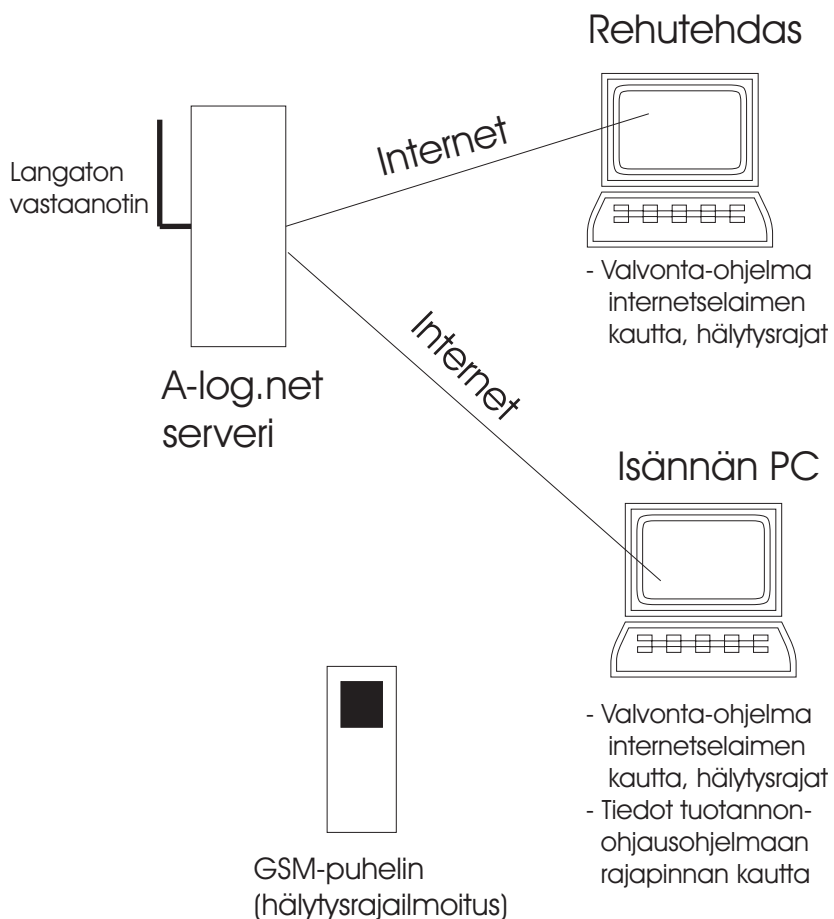 Rehutehdas
Internet
Langaton
vastaanotin
- Valvonta-ohjelma
internetselaimen
kautta, hälytysrajat
A-log.net
serveri
Internet
Isännän PC
- Valvonta-ohjelma
internetselaimen
kautta, hälytysrajat
- Tiedot tuotannon-
ohjausohjelmaan
rajapinnan kautta
GSM-puhelin
(hälytysrajailmoitus)